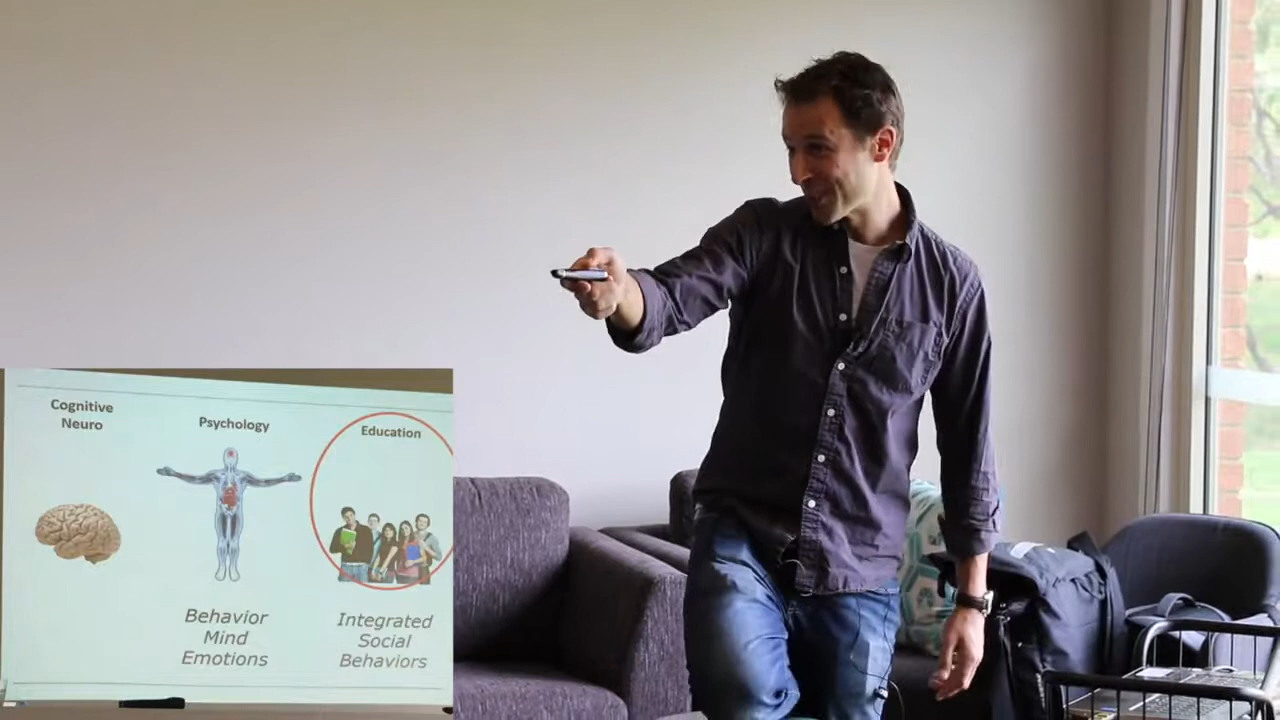 Cognitive
Neuro
Psychology
Education
Behavior
Mind
Emotions
Integrated
Social
Behaviors